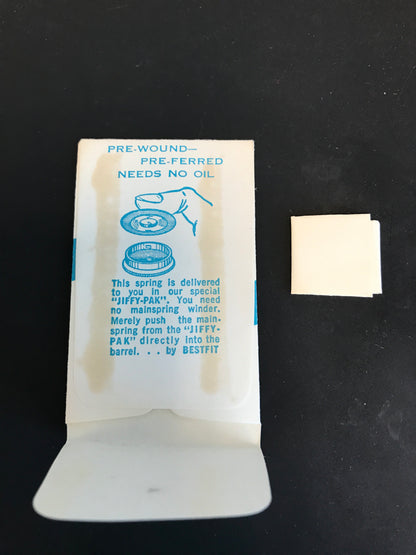 PRE-WOUND—
PRE-FERRED
NEEDS NO OIL
This spring is delivered
to you in our special
"JIFFY-PAK". You need
no mainspring winder.
Merely push the main-
spring from the "JIFFY-
PAK" directly into the
barrel. . . by BESTFIT